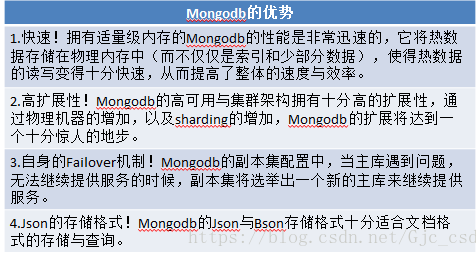 Mongodb的优势
1.快速！拥有适量级内存的Mongodb的性能是非常迅速的，它将热数
据存储在物理内存中（而不仅仅是索引和少部分数据），使得热数据
的读写变得十分快速，从而提高了整体的速度与效率。
2.高扩展性！Mongodb的高可用与集群架构拥有十分高的扩展性，通
过物理机器的增加，以及sharding的增加，Mongodb的扩展将达到一
个十分惊人的地步。
3.自身的Failover机制！Mongodb的副本集配置中，当主库遇到问题，
无法继续提供服务的时候，副本集将选举出一个新的主库来继续提供
服务。
4.Json的存储格式！Mongodb的Json与Bson存储格式十分适合文档格
式的存储与查询。
https://blog.csdn.net/Gjc_csd